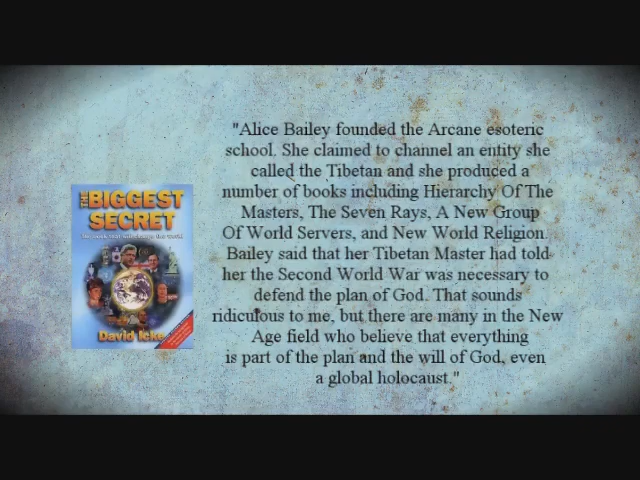 THE
BIGGEST
SECRET
David Icke
"Alice Bailey founded the Arcane esoteric
school. She claimed to channel an entity she
called the Tibetan and she produced a
number of books including Hierarchy Of The
Masters, The Seven Rays, A New Group
Of World Servers, and New World Religion.
Bailey said that her Tibetan Master had told
her the Second World War was necessary to
defend the plan of God. That sounds
ridiculous to me, but there are many in the New
Age field who believe that everything
is part of the plan and the will of God, even
a global holocaust."